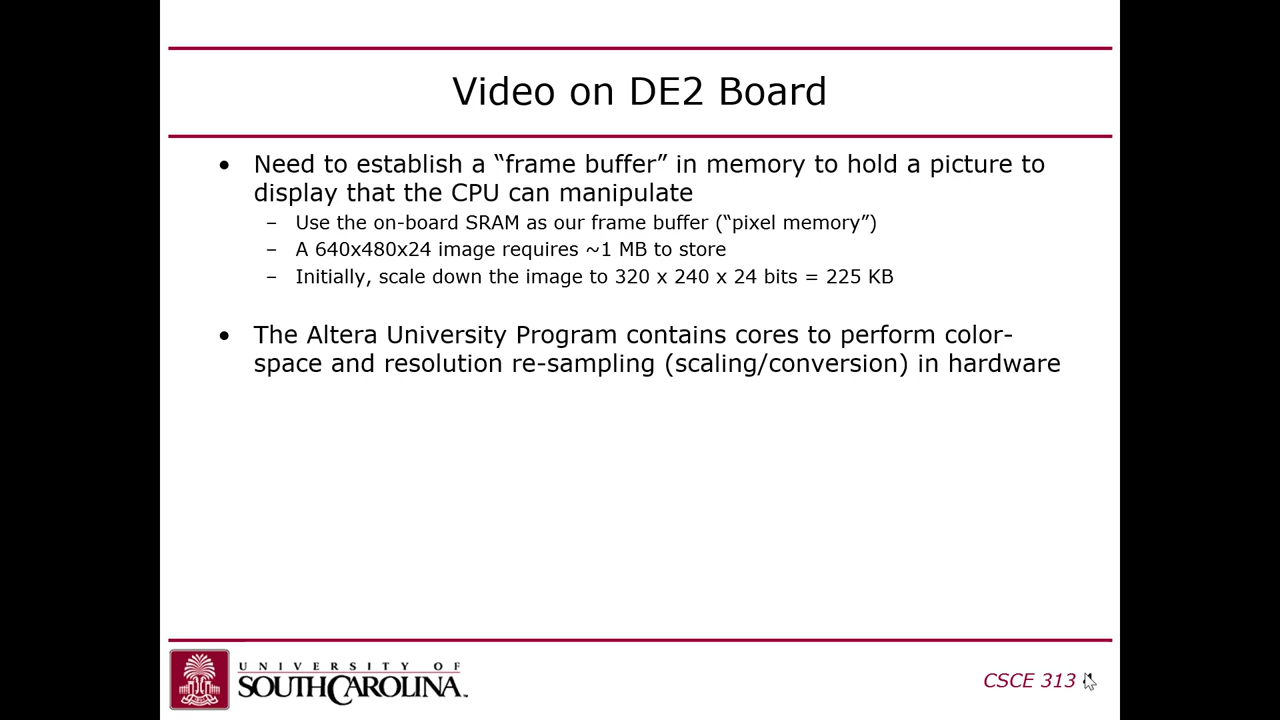 Video on DE2 Board
• Need to establish a “frame buffer” in memory to hold a picture to
display that the CPU can manipulate
– Use the on-board SRAM as our frame buffer (“pixel memory”)
– A 640x480x24 image requires ~1 MB to store
– Initially, scale down the image to 320 x 240 x 24 bits = 225 KB
• The Altera University Program contains cores to perform color-
space and resolution re-sampling (scaling/conversion) in hardware
UNIVERSITY OF
SOUTH CAROLINA™
CSCE 313